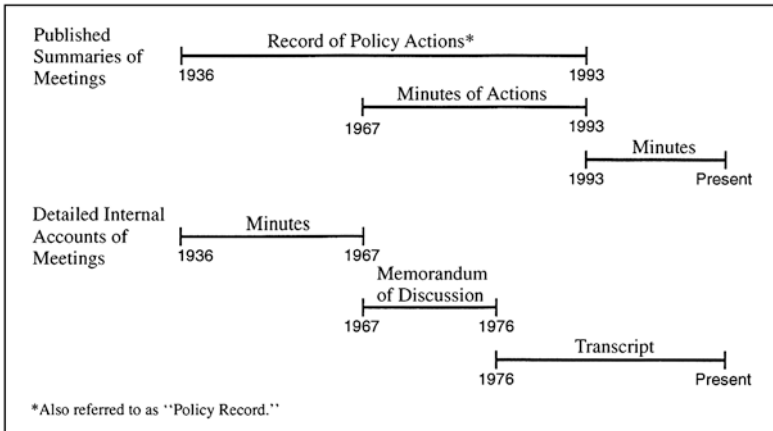 Published
Summaries of
Meetings
Record of Policy Actions*
1936 1993
Minutes of Actions
1967 1993
Minutes
1993 Present
Detailed Internal
Accounts of
Meetings
Minutes
1936 1967
Memorandum
of Discussion
1967 1976
Transcript
1976 Present
*Also referred to as ‘‘Policy Record.’’